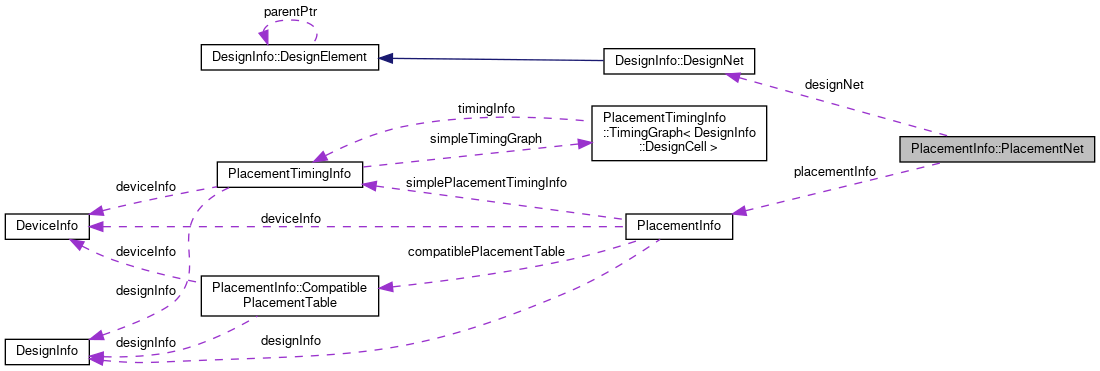 parentPtr
DesignInfo::DesignElement
DesignInfo::DesignNet
designNet
timingInfo
PlacementTimingInfo
::TimingGraph< DesignInfo
::DesignCell >
simpleTimingGraph
PlacementInfo::PlacementNet
PlacementTimingInfo
placementInfo
simplePlacementTimingInfo
deviceInfo
deviceInfo
DeviceInfo
PlacementInfo
deviceInfo
compatiblePlacementTable
PlacementInfo::Compatible
PlacementTable
designInfo
designInfo
designInfo
DesignInfo